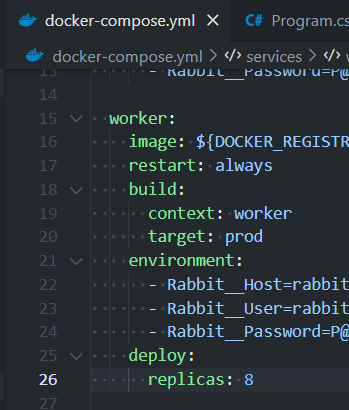 docker-compose.yml × C# Program.cs
docker-compose.yml > services >
13 - Rabbit__Password=P@
14
15 worker:
16 image: ${DOCKER_REGISTR
17 restart: always
18 build:
19 context: worker
20 target: prod
21 environment:
22 - Rabbit__Host=rabbit
23 - Rabbit__User=rabbit
24 - Rabbit__Password=P@
25 deploy:
26 replicas: 8